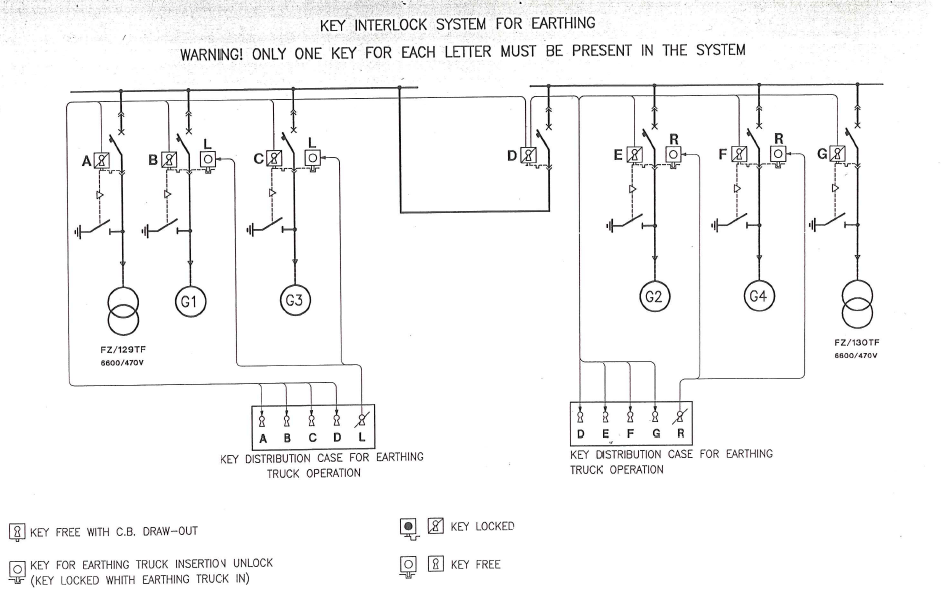 KEY INTERLOCK SYSTEM FOR EARTHING
WARNING! ONLY ONE KEY FOR EACH LETTER MUST BE PRESENT IN THE SYSTEM
A
B
L
C
L
D
E
R
F
R
G
G1
G3
G2
G4
FZ/129TF
6600/470V
FZ/130TF
6600/470V
A B C D L
D E F G R
KEY DISTRIBUTION CASE FOR EARTHING
TRUCK OPERATION
KEY DISTRIBUTION CASE FOR EARTHING
TRUCK OPERATION
KEY FREE WITH C.B. DRAW-OUT
KEY LOCKED
KEY FOR EARTHING TRUCK INSERTION UNLOCK
(KEY LOCKED WHITH EARTHING TRUCK IN)
KEY FREE